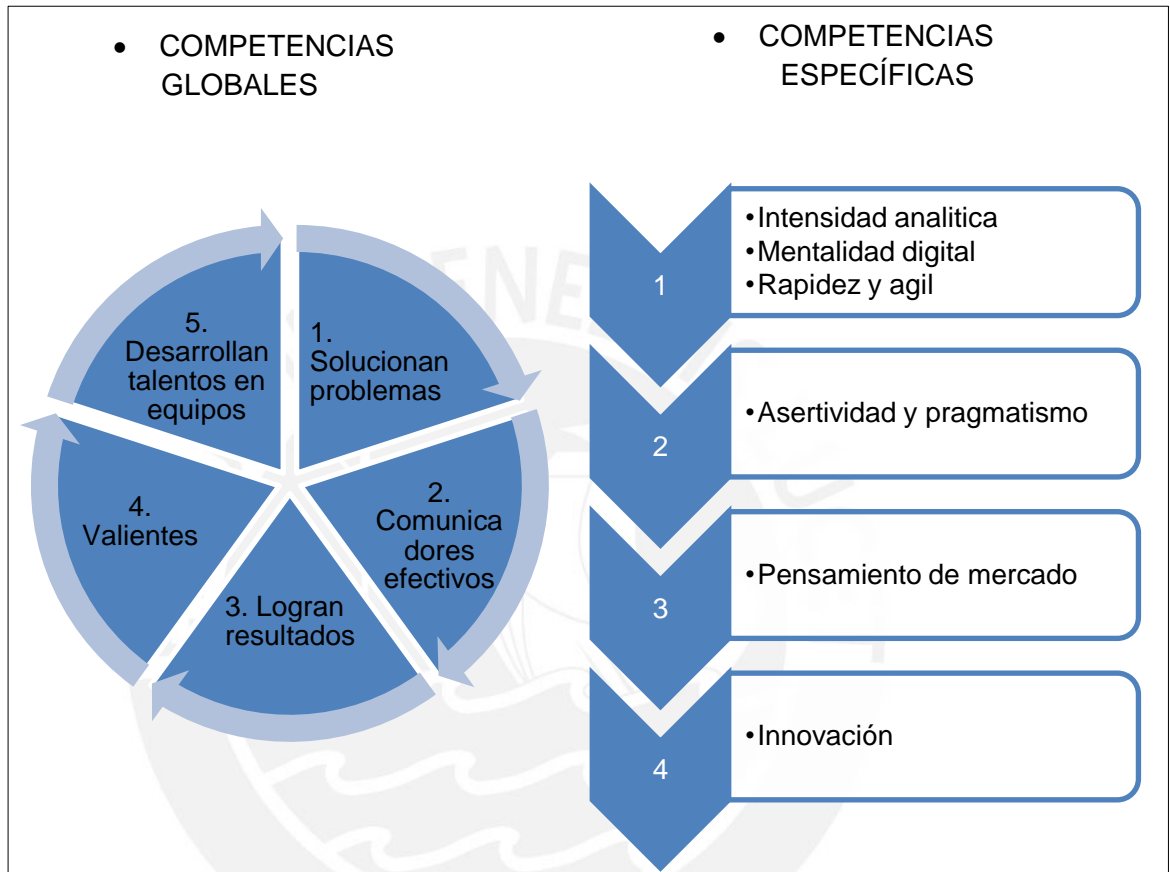 • COMPETENCIAS
GLOBALES
• COMPETENCIAS
ESPECÍFICAS
1.
Solucionan
problemas
2.
Comunica
dores
efectivos
3. Logran
resultados
4.
Valientes
5.
Desarrollan
talentos en
equipos
1
•Intensidad analitica
•Mentalidad digital
•Rapidez y agil
2
•Asertividad y pragmatismo
3
•Pensamiento de mercado
4
•Innovación